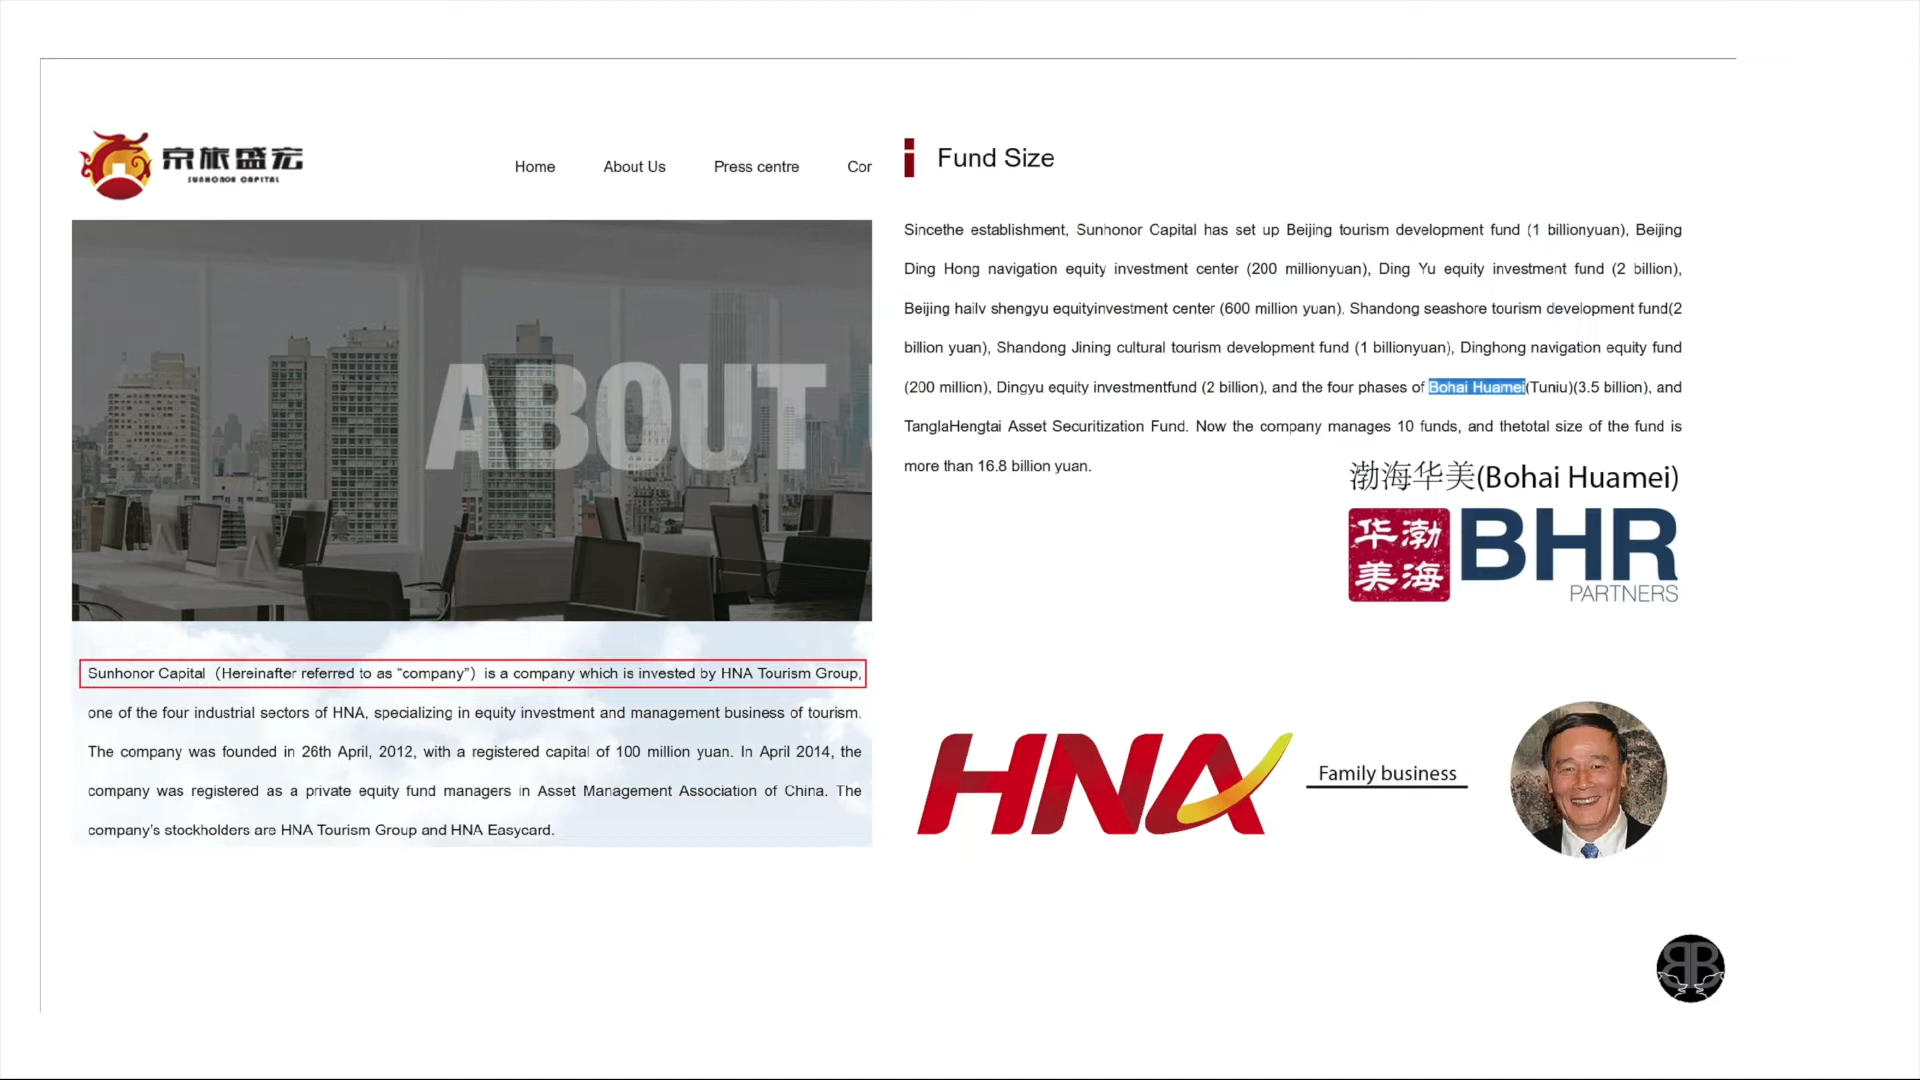 京旅盛宏
SUNHONOR CAPITAL
Home About Us Press centre Cor
ABOUT
Sunhonor Capital（Hereinafter referred to as “company”）is a company which is invested by HNA Tourism Group,
one of the four industrial sectors of HNA, specializing in equity investment and management business of tourism.
The company was founded in 26th April, 2012, with a registered capital of 100 million yuan. In April 2014, the
company was registered as a private equity fund managers in Asset Management Association of China. The
company’s stockholders are HNA Tourism Group and HNA Easycard.
Fund Size
Sincethe establishment, Sunhonor Capital has set up Beijing tourism development fund (1 billionyuan), Beijing
Ding Hong navigation equity investment center (200 millionyuan), Ding Yu equity investment fund (2 billion),
Beijing hailv shengyu equityinvestment center (600 million yuan), Shandong seashore tourism development fund(2
billion yuan), Shandong Jining cultural tourism development fund (1 billionyuan), Dinghong navigation equity fund
(200 million), Dingyu equity investmentfund (2 billion), and the four phases of Bohai Huamei(Tuniu)(3.5 billion), and
TanglaHengtai Asset Securitization Fund. Now the company manages 10 funds, and thetotal size of the fund is
more than 16.8 billion yuan.
渤海华美(Bohai Huamei)
华渤
美海
BHR
PARTNERS
HNA
Family business
BB